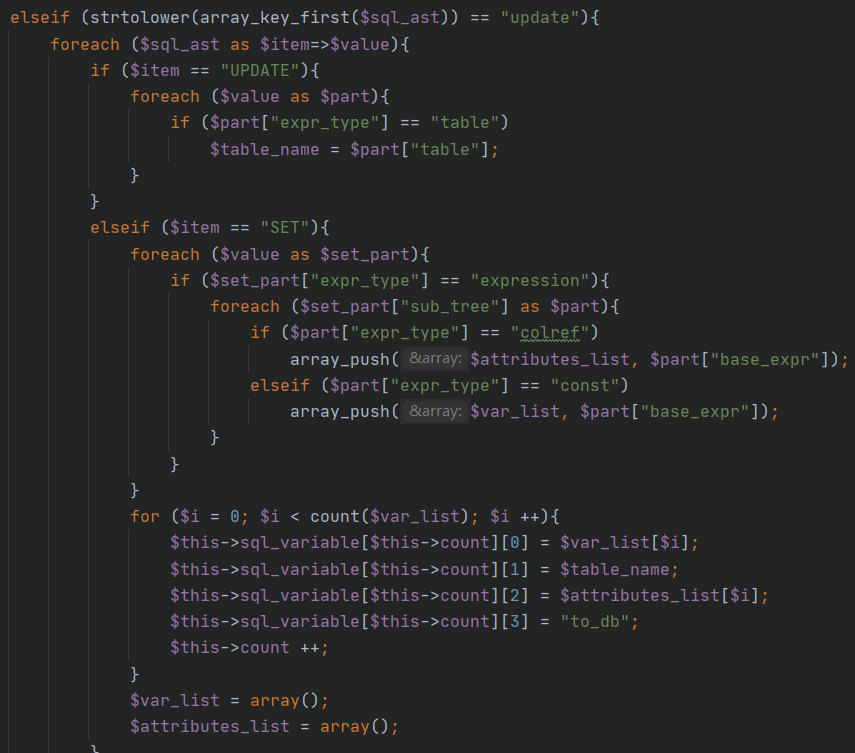 elseif (strtolower(array_key_first($sql_ast)) == "update"){
foreach ($sql_ast as $item=>$value){
if ($item == "UPDATE"){
foreach ($value as $part){
if ($part["expr_type"] == "table")
$table_name = $part["table"];
}
}
elseif ($item == "SET"){
foreach ($value as $set_part){
if ($set_part["expr_type"] == "expression"){
foreach ($set_part["sub_tree"] as $part){
if ($part["expr_type"] == "colref")
array_push( &array: $attributes_list, $part["base_expr"]);
elseif ($part["expr_type"] == "const")
array_push( &array: $var_list, $part["base_expr"]);
}
}
}
for ($i = 0; $i < count($var_list); $i ++){
$this->sql_variable[$this->count][0] = $var_list[$i];
$this->sql_variable[$this->count][1] = $table_name;
$this->sql_variable[$this->count][2] = $attributes_list[$i];
$this->sql_variable[$this->count][3] = "to_db";
$this->count ++;
}
$var_list = array();
$attributes_list = array();
}